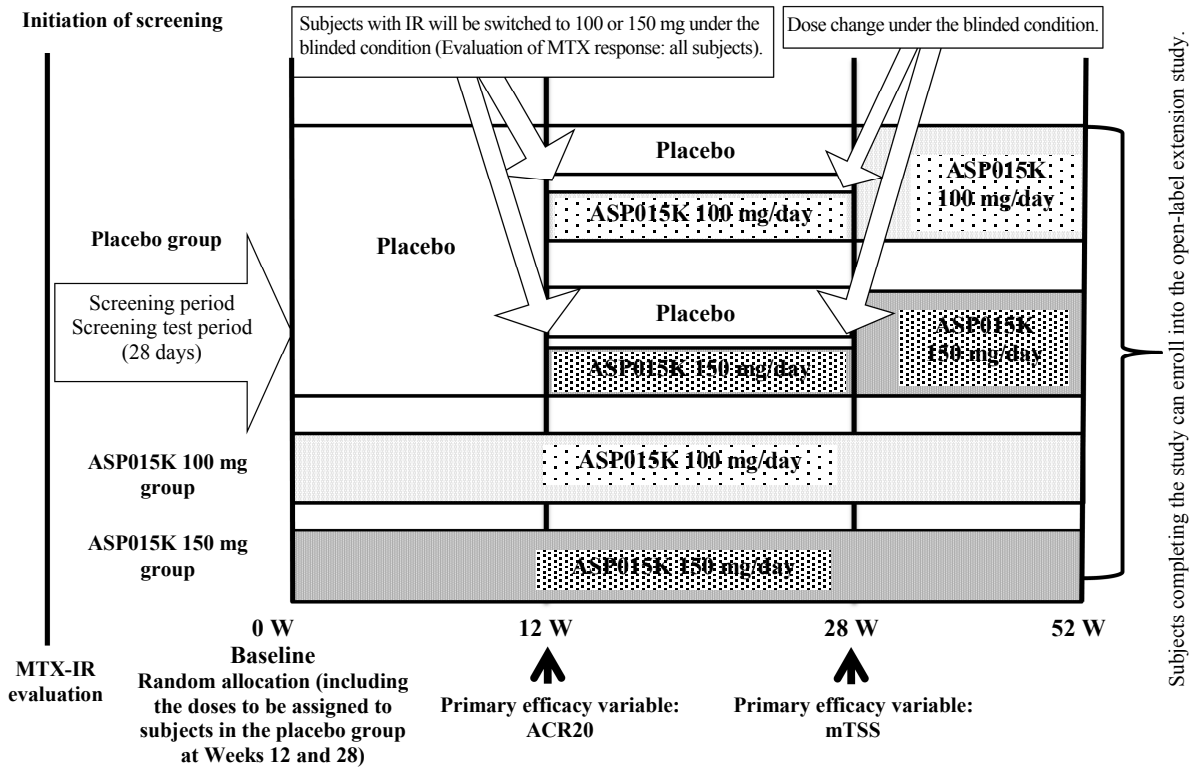 Initiation of screening
Subjects with IR will be switched to 100 or 150 mg under the
blinded condition (Evaluation of MTX response: all subjects).
Dose change under the blinded condition.
Placebo
ASP015K 100 mg/day
ASP015K
100 mg/day
Placebo group
Placebo
Screening period
Screening test period
(28 days)
Placebo
ASP015K 150 mg/day
ASP015K
150 mg/day
ASP015K 100 mg
group
ASP015K 100 mg/day
ASP015K 150 mg
group
ASP015K 150 mg/day
Subjects completing the study can enroll into the open-label extension study.
0 W
12 W
28 W
52 W
MTX-IR
evaluation
Baseline
Random allocation (including
the doses to be assigned to
subjects in the placebo group
at Weeks 12 and 28)
Primary efficacy variable:
ACR20
Primary efficacy variable:
mTSS